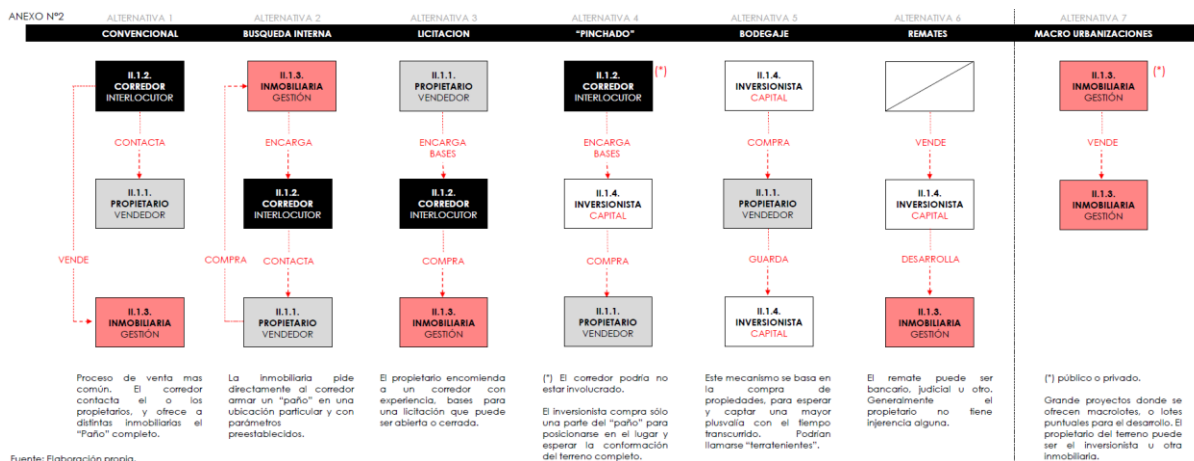 ANEXO Nº2
ALTERNATIVA 1
CONVENCIONAL
II.1.2.
CORREDOR
INTERLOCUTOR
CONTACTA
II.1.1.
PROPIETARIO
VENDEDOR
VENDE
II.1.3.
INMOBILIARIA
GESTIÓN
Proceso de venta mas
común. El corredor
contacta el o los
propietarios, y ofrece a
distintas inmobiliarias el
"Paño" completo.
ALTERNATIVA 2
BUSQUEDA INTERNA
II.1.3.
INMOBILIARIA
GESTIÓN
ENCARGA
II.1.2.
CORREDOR
INTERLOCUTOR
COMPRA
CONTACTA
II.1.1.
PROPIETARIO
VENDEDOR
La inmobiliaria pide
directamente al corredor
armar un "paño" en una
ubicación particular y con
parámetros
preestablecidos.
ALTERNATIVA 3
LICITACION
II.1.1.
PROPIETARIO
VENDEDOR
ENCARGA
BASES
II.1.2.
CORREDOR
INTERLOCUTOR
COMPRA
II.1.3.
INMOBILIARIA
GESTIÓN
El propietario encomienda
a un corredor con
experiencia, bases para
una licitación que puede
ser abierta o cerrada.
ALTERNATIVA 4
"PINCHADO"
II.1.2.
CORREDOR
INTERLOCUTOR
(*)
ENCARGA
BASES
II.1.4.
INVERSIONISTA
CAPITAL
COMPRA
II.1.1.
PROPIETARIO
VENDEDOR
(*) El corredor podría no
estar involucrado.
El inversionista compra sólo
una parte del "paño" para
posicionarse en el lugar y
esperar la conformación
del terreno completo.
ALTERNATIVA 5
BODEGAJE
II.1.4.
INVERSIONISTA
CAPITAL
COMPRA
II.1.1.
PROPIETARIO
VENDEDOR
GUARDA
II.1.4.
INVERSIONISTA
CAPITAL
Este mecanismo se basa en
la compra de
propiedades, para esperar
y captar una mayor
plusvalía con el tiempo
transcurrido. Podrían
llamarse "terratenientes".
ALTERNATIVA 6
REMATES
VENDE
II.1.4.
INVERSIONISTA
CAPITAL
DESARROLLA
II.1.3.
INMOBILIARIA
GESTIÓN
El remate puede ser
bancario, judicial u otro.
Generalmente el
propietario no tiene
injerencia alguna.
ALTERNATIVA 7
MACRO URBANIZACIONES
II.1.3.
INMOBILIARIA
GESTIÓN
(*)
VENDE
II.1.3.
INMOBILIARIA
GESTIÓN
(*) público o privado.
Grande proyectos donde se
ofrecen macrolotes, o lotes
puntuales para el desarrollo. El
propietario del terreno puede
ser el inversionista u otra
inmobiliaria.
Fuente: Elaboración propia.